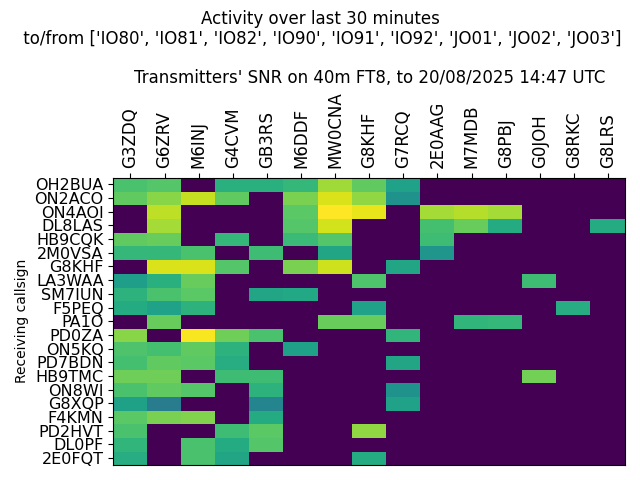 Activity over last 30 minutes
to/from ['IO80', 'IO81', 'IO82', 'IO90', 'IO91', 'IO92', 'JO01', 'JO02', 'JO03']
Transmitters' SNR on 40m FT8, to 20/08/2025 14:47 UTC
G3ZDQ
G6ZRV
M6INJ
G4CVM
GB3RS
M6DDF
MW0CNA
G8KHF
G7RCQ
2E0AAG
M7MDB
G8PBJ
G0JOH
G8RKC
G8LRS
Receiving callsign
OH2BUA
ON2ACO
ON4AOI
DL8LAS
HB9CQK
2M0VSA
G8KHF
LA3WAA
SM7IUN
F5PEQ
PA1O
PD0ZA
ON5KQ
PD7BDN
HB9TMC
ON8WI
G8XQP
F4KMN
PD2HVT
DL0PF
2E0FQT